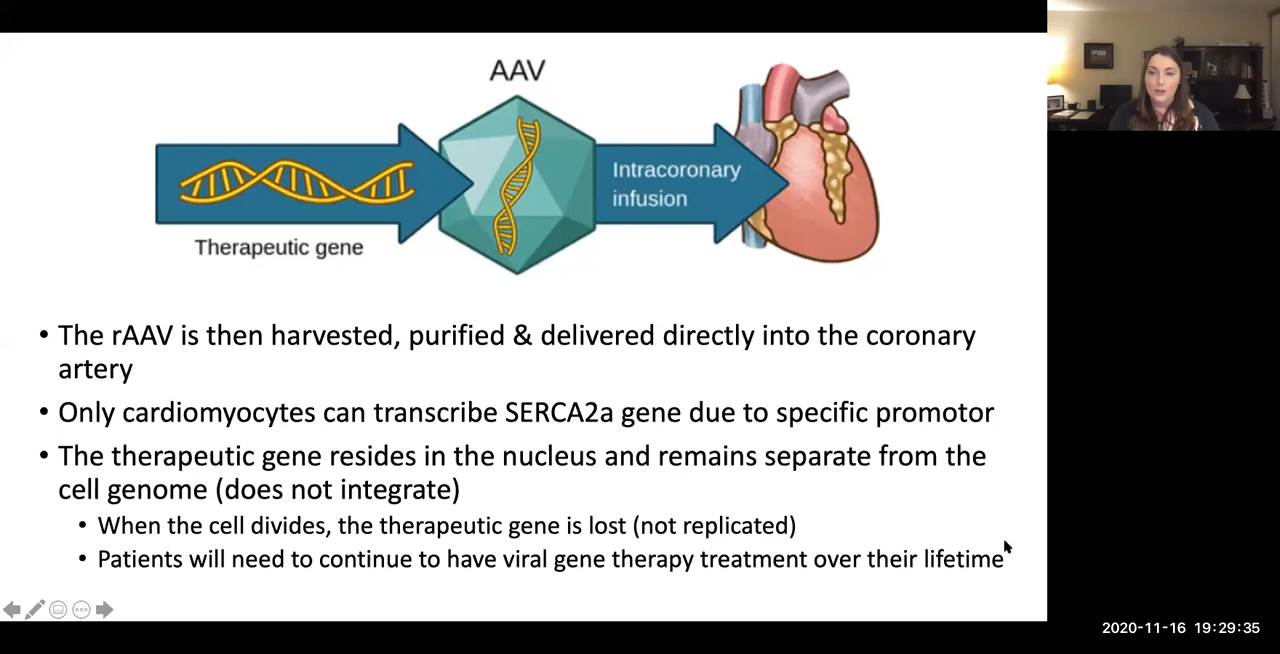 AAV
Intracoronary
infusion
Therapeutic gene
• The rAAV is then harvested, purified & delivered directly into the coronary
artery
• Only cardiomyocytes can transcribe SERCA2a gene due to specific promotor
• The therapeutic gene resides in the nucleus and remains separate from the
cell genome (does not integrate)
• When the cell divides, the therapeutic gene is lost (not replicated)
• Patients will need to continue to have viral gene therapy treatment over their lifetime
2020-11-16 19:29:35